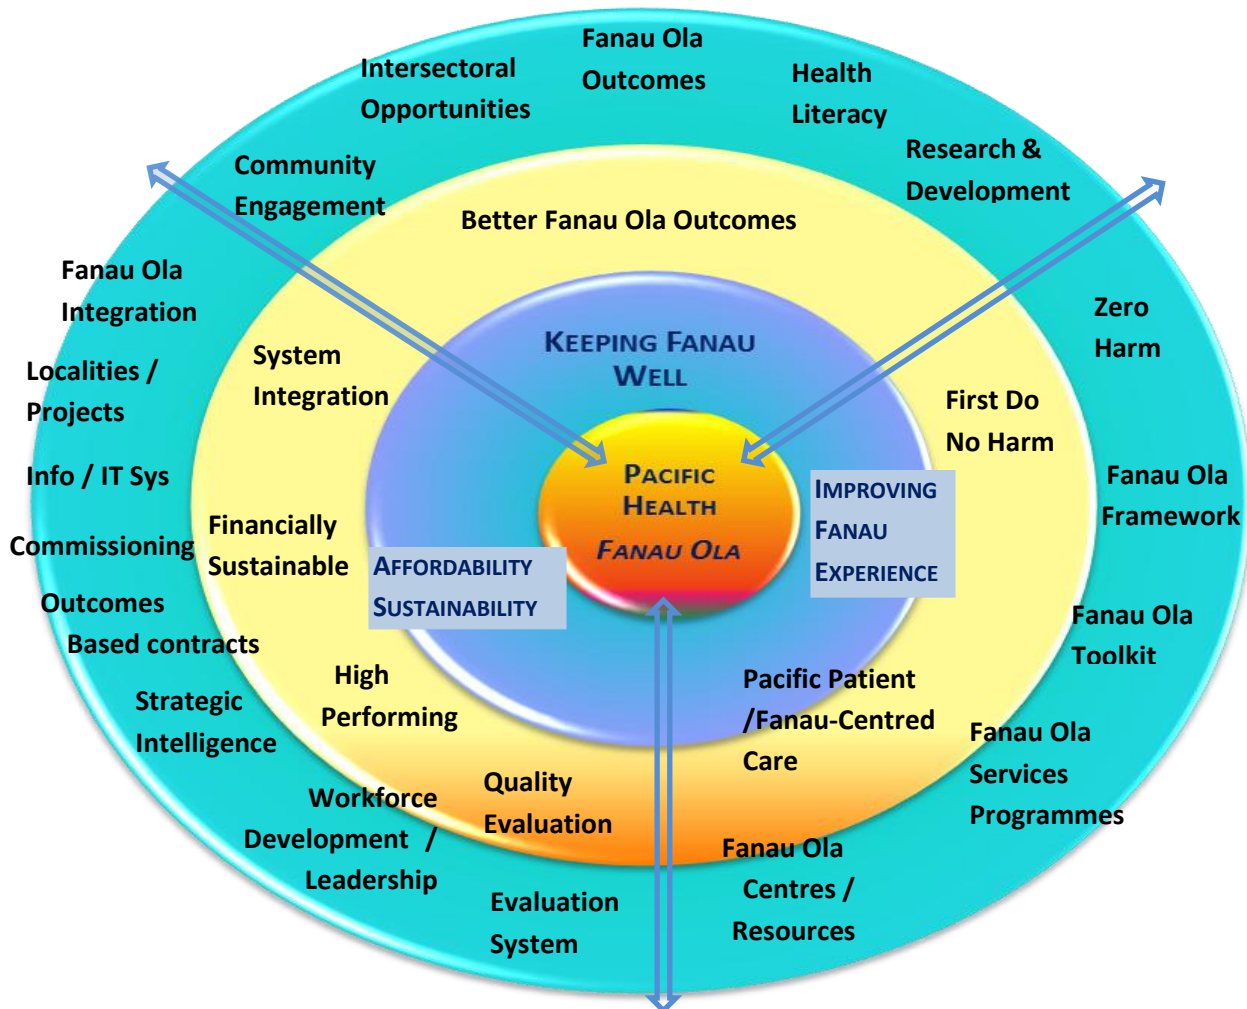 Fanau Ola
Outcomes
Intersectoral
Opportunities
Health
Literacy
Research &
Development
Community
Engagement
Better Fanau Ola Outcomes
Fanau Ola
Integration
Zero
Harm
KEEPING FANAU
WELL
System
Integration
Localities /
Projects
First Do
No Harm
Info / IT Sys
PACIFIC
HEALTH
FANAU OLA
IMPROVING
FANAU
EXPERIENCE
Fanau Ola
Framework
Commissioning
Financially
Sustainable
AFFORDABILITY
SUSTAINABILITY
Outcomes
Based contracts
Fanau Ola
Toolkit
High
Performing
Pacific Patient
/Fanau-Centred
Care
Strategic
Intelligence
Fanau Ola
Services
Programmes
Quality
Evaluation
Workforce
Development /
Leadership
Fanau Ola
Centres /
Resources
Evaluation
System